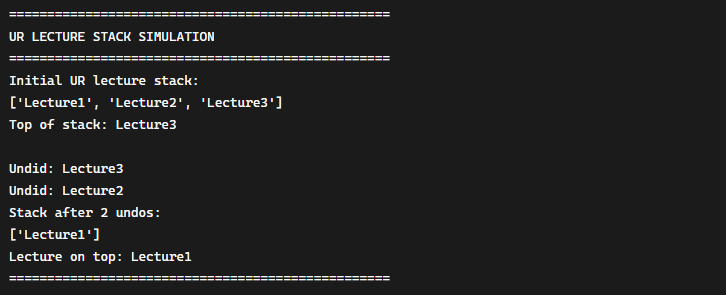 ==================================================
UR LECTURE STACK SIMULATION
==================================================
Initial UR lecture stack:
['Lecture1', 'Lecture2', 'Lecture3']
Top of stack: Lecture3
Undid: Lecture3
Undid: Lecture2
Stack after 2 undos:
['Lecture1']
Lecture on top: Lecture1
==================================================